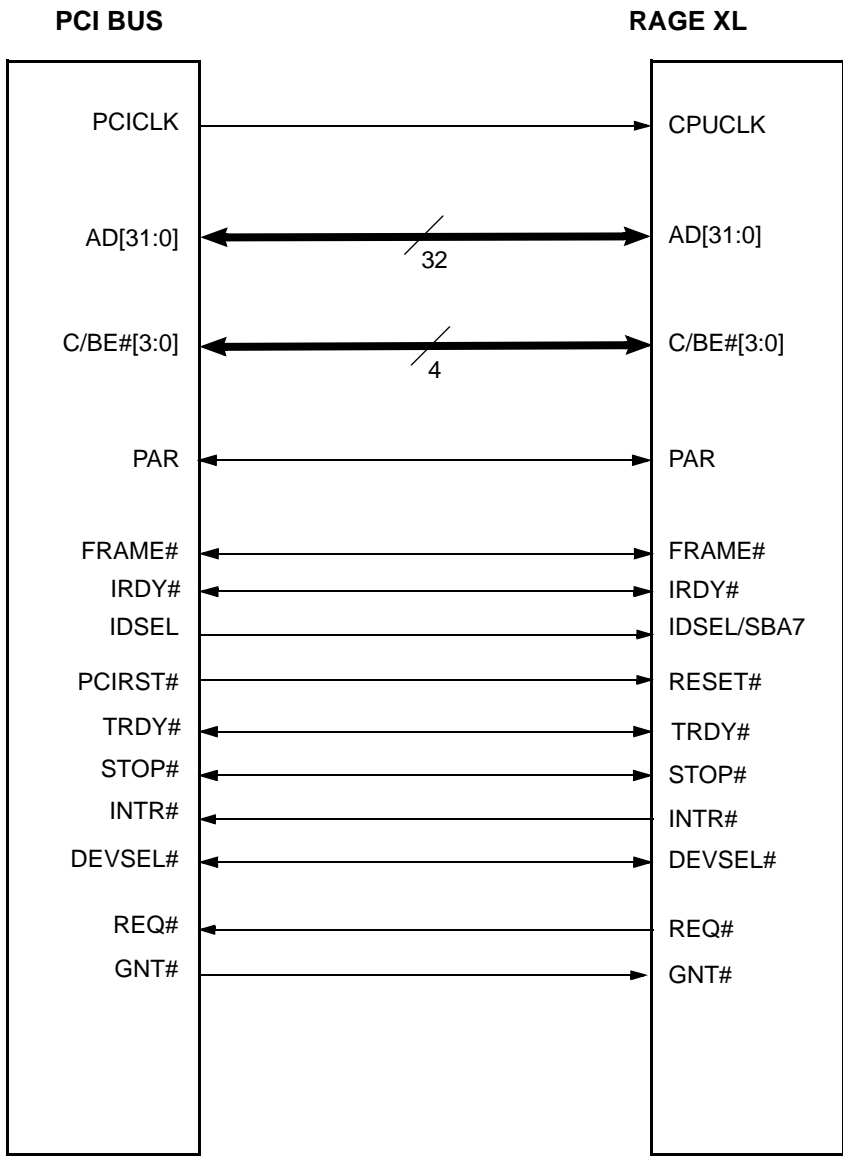 PCI BUS
RAGE XL
PCICLK
CPUCLK
AD[31:0]
32
AD[31:0]
C/BE#[3:0]
4
C/BE#[3:0]
PAR
PAR
FRAME#
FRAME#
IRDY#
IRDY#
IDSEL
IDSEL/SBA7
PCIRST#
RESET#
TRDY#
TRDY#
STOP#
STOP#
INTR#
INTR#
DEVSEL#
DEVSEL#
REQ#
REQ#
GNT#
GNT#